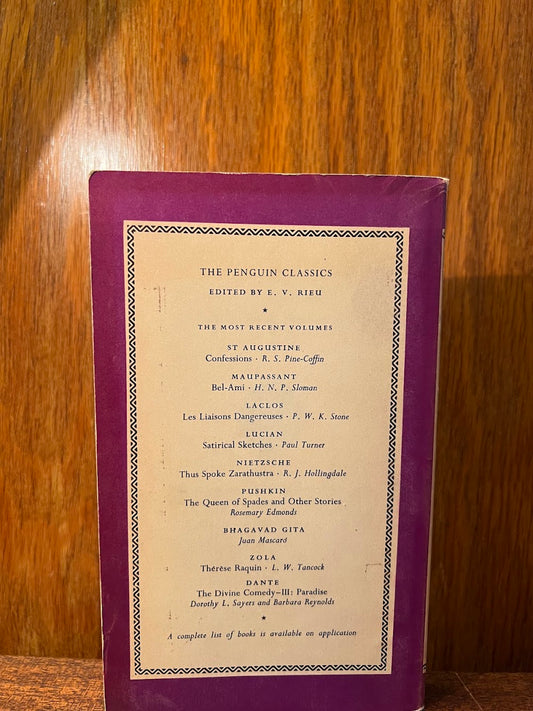 THE PENGUIN CLASSICS
EDITED BY E. V. RIEU
★
THE MOST RECENT VOLUMES
ST AUGUSTINE
Confessions · R. S. Pine-Coffin
MAUPASSANT
Bel-Ami · H. N. P. Sloman
LACLOS
Les Liaisons Dangereuses · P. W. K. Stone
LUCIAN
Satirical Sketches · Paul Turner
NIETZSCHE
Thus Spoke Zarathustra · R. J. Hollingdale
PUSHKIN
The Queen of Spades and Other Stories
Rosemary Edmonds
BHAGAVAD GITA
Juan Mascaró
ZOLA
Thérèse Raquin · L. W. Tancock
DANTE
The Divine Comedy–III: Paradise
Dorothy L. Sayers and Barbara Reynolds
★
A complete list of books is available on application